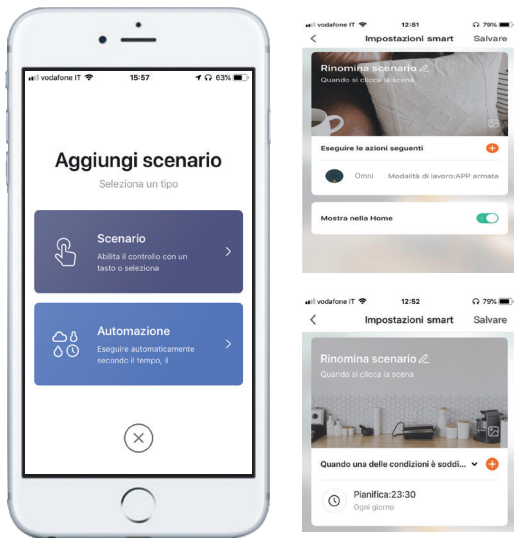 vodafone IT 15:57 63%
Aggiungi scenario
Seleziona un tipo
Scenario
Abilita il controllo con un
tasto o seleziona
Automazione
Eseguire automaticamente
secondo il tempo, il
vodafone IT 12:51 79%
Impostazioni smart Salvare
Rinomina scenario
Quando si clicca la scena
Eseguire le azioni seguenti
Omni Modalità di lavoro:APP armata
Mostra nella Home
vodafone IT 12:52 79%
Impostazioni smart Salvare
Rinomina scenario
Quando si clicca la scena
Quando una delle condizioni è soddi...
Pianifica:23:30
Ogni giorno